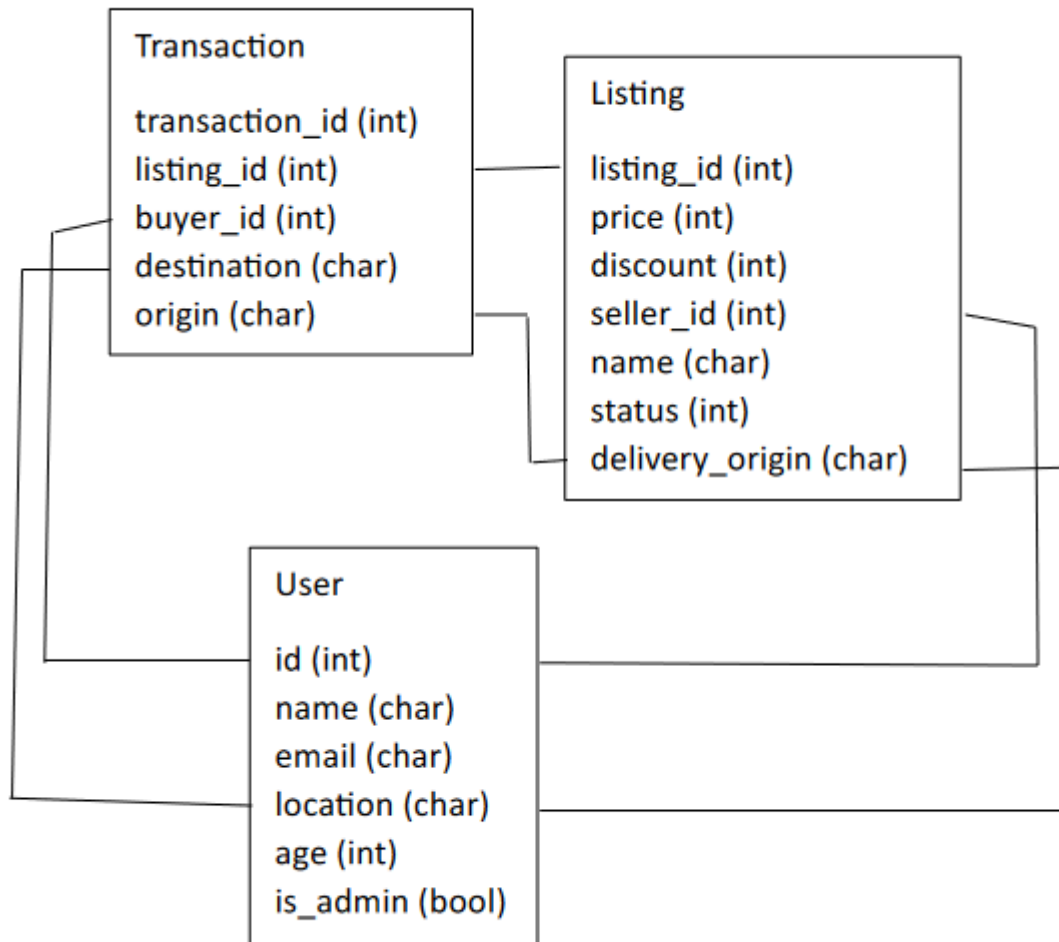 Transaction
transaction_id (int)
listing_id (int)
buyer_id (int)
destination (char)
origin (char)
Listing
listing_id (int)
price (int)
discount (int)
seller_id (int)
name (char)
status (int)
delivery_origin (char)
User
id (int)
name (char)
email (char)
location (char)
age (int)
is_admin (bool)